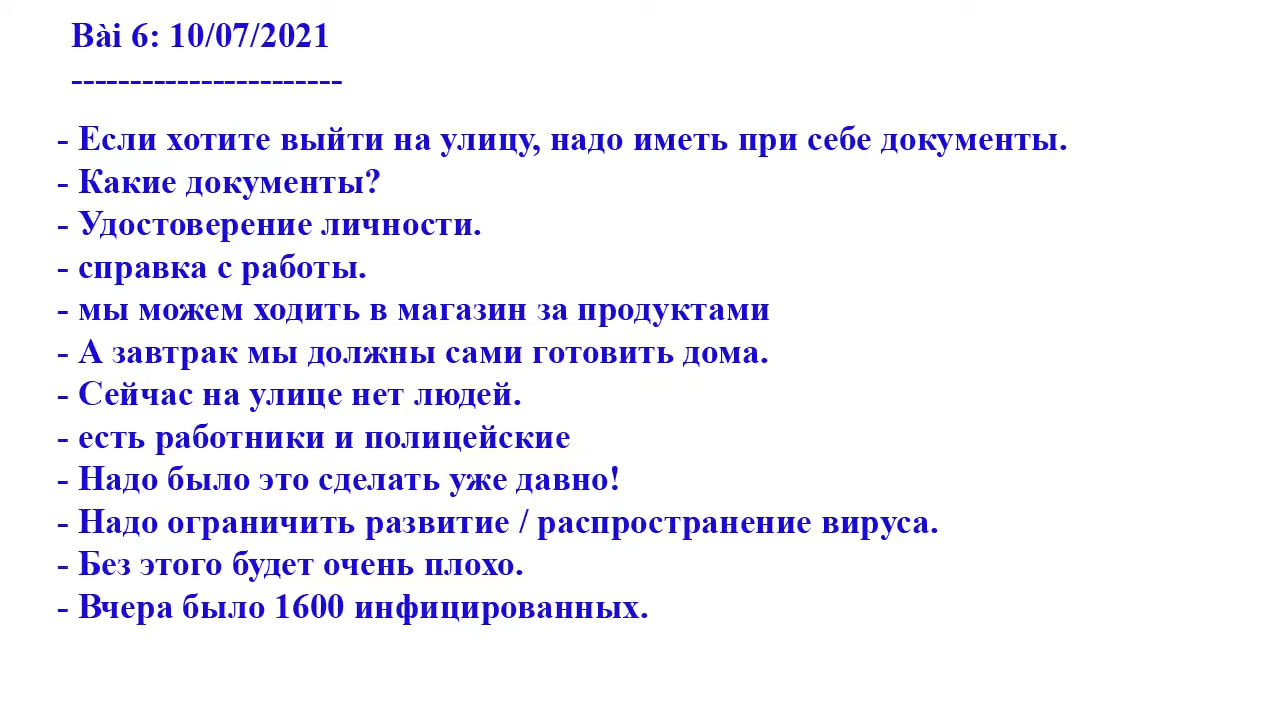 Bài 6: 10/07/2021
-----------------------
- Если хотите выйти на улицу, надо иметь при себе документы.
- Какие документы?
- Удостоверение личности.
- справка с работы.
- мы можем ходить в магазин за продуктами
- А завтрак мы должны сами готовить дома.
- Сейчас на улице нет людей.
- есть работники и полицейские
- Надо было это сделать уже давно!
- Надо ограничить развитие / распространение вируса.
- Без этого будет очень плохо.
- Вчера было 1600 инфицированных.